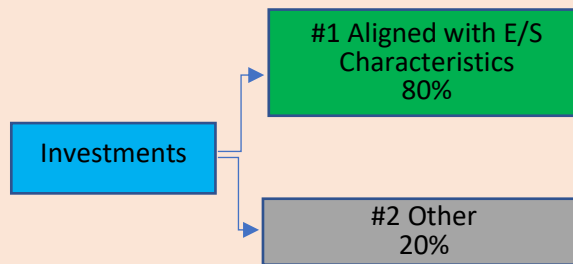 #1 Aligned with E/S
Characteristics
80%
Investments
#2 Other
20%